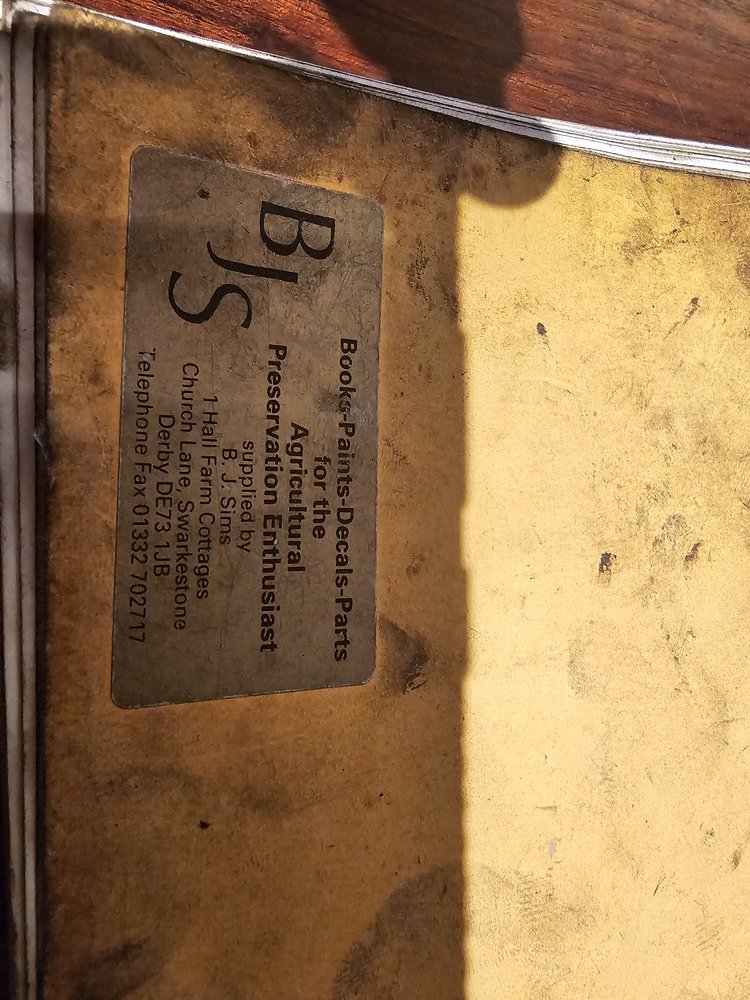 BJS
Books-Paints-Decals-Parts
for the
Agricultural
Preservation Enthusiast
supplied by
B. J. Sims
1 Hall Farm Cottages
Church Lane, Swarkestone
Derby DE73 1JB
Telephone Fax 01332 702717